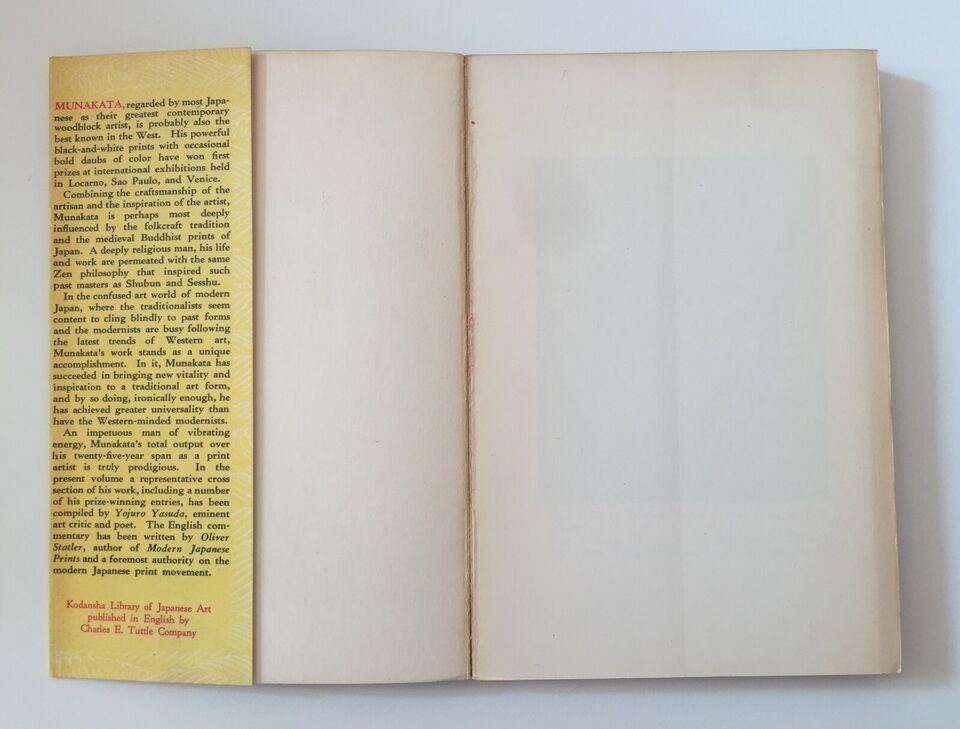 MUNAKATA, regarded by most Japa-
nese as their greatest contemporary
woodblock artist, is probably also the
best known in the West. His powerful
black-and-white prints with occasional
bold daubs of color have won first
prizes at international exhibitions held
in Locarno, Sao Paulo, and Venice.
Combining the craftsmanship of the
artisan and the inspiration of the artist,
Munakata is perhaps most deeply
influenced by the folkcraft tradition
and the medieval Buddhist prints of
Japan. A deeply religious man, his life
and work are permeated with the same
Zen philosophy that inspired such
past masters as Shubun and Sesshu.
In the confused art world of modern
Japan, where the traditionalists seem
content to cling blindly to past forms
and the modernists are busy following
the latest trends of Western art,
Munakata's work stands as a unique
accomplishment. In it, Munakata has
succeeded in bringing new vitality and
inspiration to a traditional art form,
and by so doing, ironically enough, he
has achieved greater universality than
have the Western-minded modernists.
An impetuous man of vibrating
energy, Munakata's total output over
his twenty-five-year span as a print
artist is truly prodigious. In the
present volume a representative cross
section of his work, including a number
of his prize-winning entries, has been
compiled by Yojuro Yasuda, eminent
art critic and poet. The English com-
mentary has been written by Oliver
Statler, author of Modern Japanese
Prints and a foremost authority on the
modern Japanese print movement.
Kodansha Library of Japanese Art
published in English by
Charles E. Tuttle Company